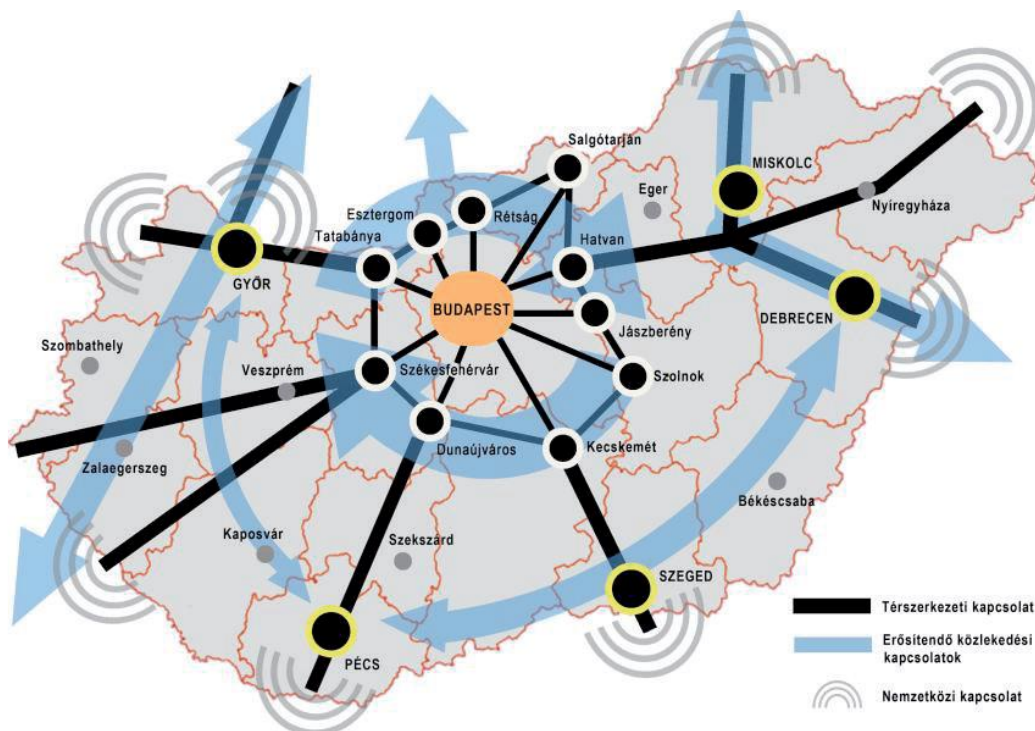 Salgótarján
MISKOLC
Eger
Nyíregyháza
Esztergom
Rétság
Tatabánya
Hatvan
GYŐR
BUDAPEST
DEBRECEN
Jászberény
Szombathely
Veszprém
Székesfehérvár
Szolnok
Dunaújváros
Kecskemét
Zalaegerszeg
Békéscsaba
Kaposvár
Szekszárd
SZEGED
PÉCS
Térszerkezeti kapcsolat
Erősítendő közlekedési
kapcsolatok
Nemzetközi kapcsolat